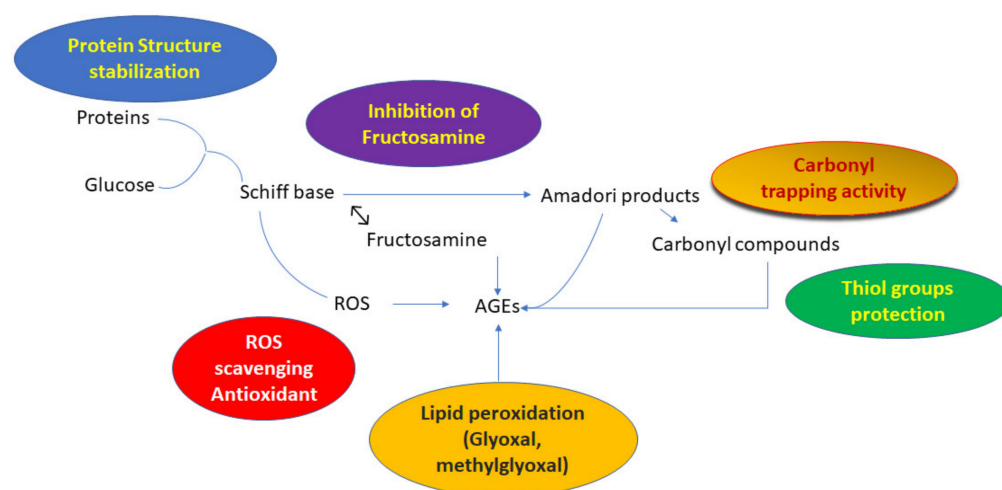 Protein Structure
stabilization
Proteins
Glucose
Inhibition of
Fructosamine
Schiff base
Fructosamine
Amadori products
Carbonyl
trapping activity
Carbonyl compounds
ROS
AGEs
Thiol groups
protection
ROS
scavenging
Antioxidant
Lipid peroxidation
(Glyoxal,
methylglyoxal)